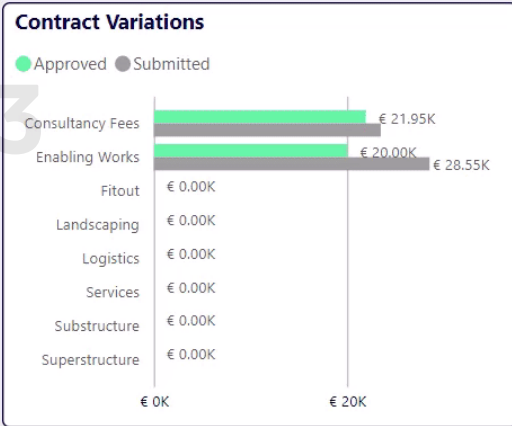 Contract Variations
Approved Submitted
3
Consultancy Fees € 21.95K
Enabling Works € 20.00K
€ 28.55K
Fitout € 0.00K
Landscaping € 0.00K
Logistics € 0.00K
Services € 0.00K
Substructure € 0.00K
Superstructure € 0.00K
€ 0K € 20K